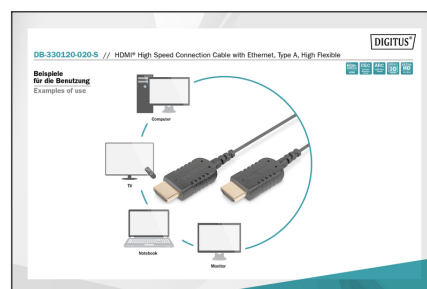 DIGITUS®
DB-330120-020-S // HDMI® High Speed Connection Cable with Ethernet, Type A, High Flexible
Beispiele
für die Benutzung
Examples of use
Computer
TV
Notebook
Monitor